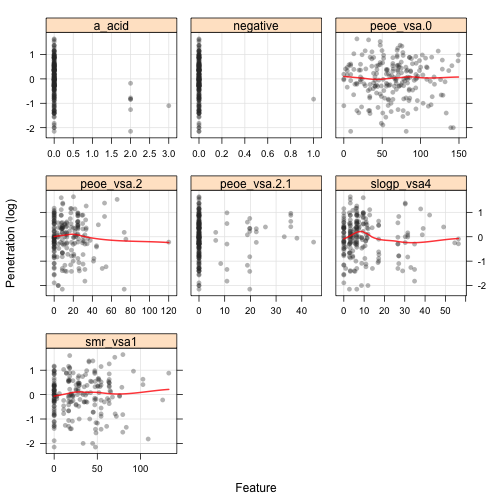 a_acid negative peoe_vsa.0
1
0
-1
-2
0.0 0.5 1.0 1.5 2.0 2.5 3.0 0.0 0.2 0.4 0.6 0.8 1.0 0 50 100 150
peoe_vsa.2 peoe_vsa.2.1 slogp_vsa4
1
0
-1
-2
0 20 40 60 80 100 120 0 10 20 30 40 0 10 20 30 40 50
smr_vsa1
1
0
-1
-2
0 50 100
Penetration (log)
Feature